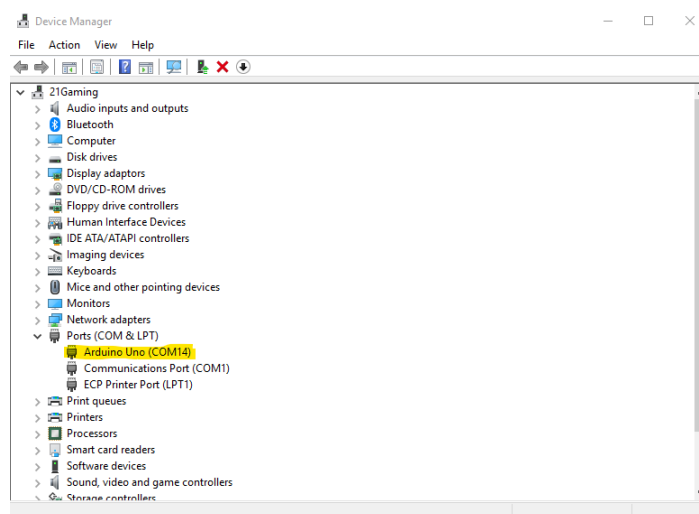 Device Manager
File Action View Help
21Gaming
Audio inputs and outputs
Bluetooth
Computer
Disk drives
Display adaptors
DVD/CD-ROM drives
Floppy drive controllers
Human Interface Devices
IDE ATA/ATAPI controllers
Imaging devices
Keyboards
Mice and other pointing devices
Monitors
Network adapters
Ports (COM & LPT)
Arduino Uno (COM14)
Communications Port (COM1)
ECP Printer Port (LPT1)
Print queues
Printers
Processors
Smart card readers
Software devices
Sound, video and game controllers
Storage controllers